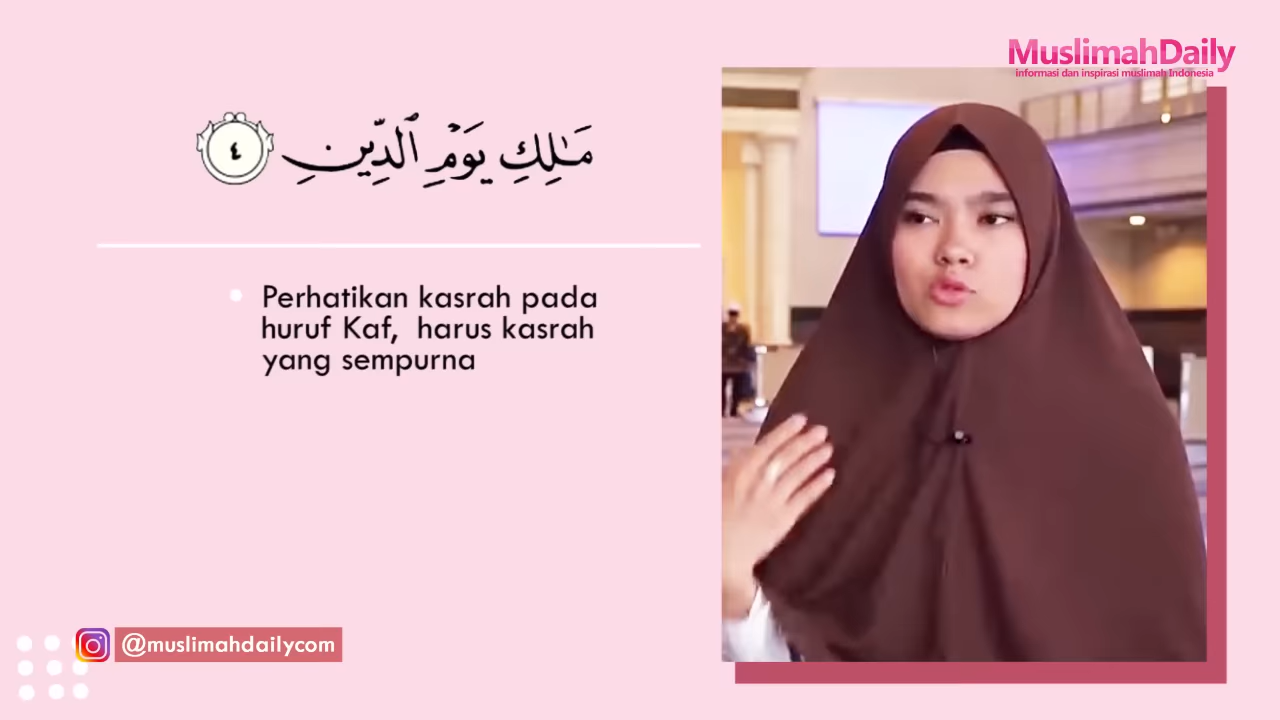 MuslimahDaily
informasi dan inspirasi muslimah Indonesia
مَـٰلِكِ يَوْمِ ٱلدِّينِ ٤
Perhatikan kasrah pada
huruf Kaf, harus kasrah
yang sempurna
@muslimahdailycom